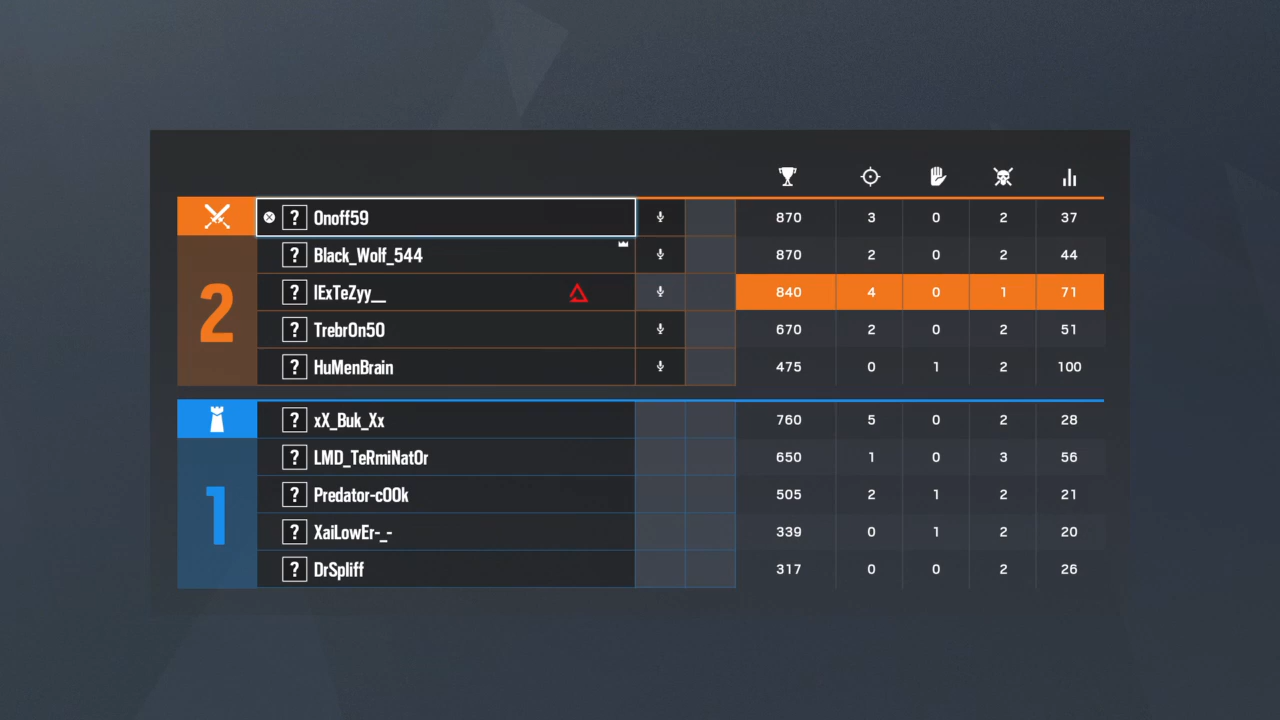 ? Onoff59 870 3 0 2 37
? Black_Wolf_544 870 2 0 2 44
2 ? lExTeZyy__ 840 4 0 1 71
? TrebrOn50 670 2 0 2 51
? HuMenBrain 475 0 1 2 100
? xX_Buk_Xx 760 5 0 2 28
? LMD_TeRmiNatOr 650 1 0 3 56
1 ? Predator-cOOk 505 2 1 2 21
? XaiLowEr-_- 339 0 1 2 20
? DrSpliff 317 0 0 2 26